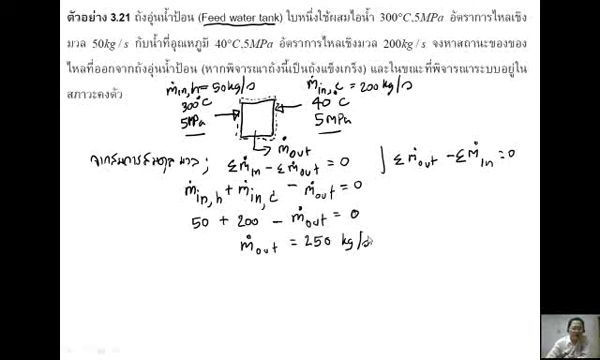 ตัวอย่าง 3.21 ถังอุ่นน้ำป้อน (Feed water tank) ใบหนึ่งใช้ผสมไอน้ำ 300°C,5MPa อัตราการไหลเชิง
มวล 50kg / s กับน้ำที่อุณหภูมิ 40°C,5MPa อัตราการไหลเชิงมวล 200kg / s จงหาสถานะของของ
ไหลที่ออกจากถังอุ่นน้ำป้อน (หากพิจารณาถังนี้เป็นถังแข็งเกร็ง) และในขณะที่พิจารณาระบบอยู่ใน
สภาวะคงตัว
ṁin,h = 50kg/s ṁin,c = 200kg/s
300°C 40°C
5MPa 5MPa
ṁout
จากสมการสมดุลมวล ; Σṁin - Σṁout = 0 Σṁout - Σṁin = 0
ṁin,h + ṁin,c - ṁout = 0
50 + 200 - ṁout = 0
ṁout = 250 kg/s